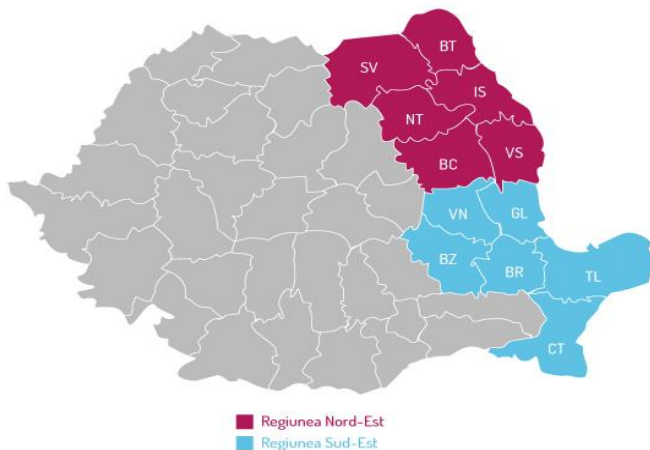 BT
SV
IS
NT
VS
BC
VN
GL
BZ
BR
TL
CT
Regiunea Nord-Est
Regiunea Sud-Est